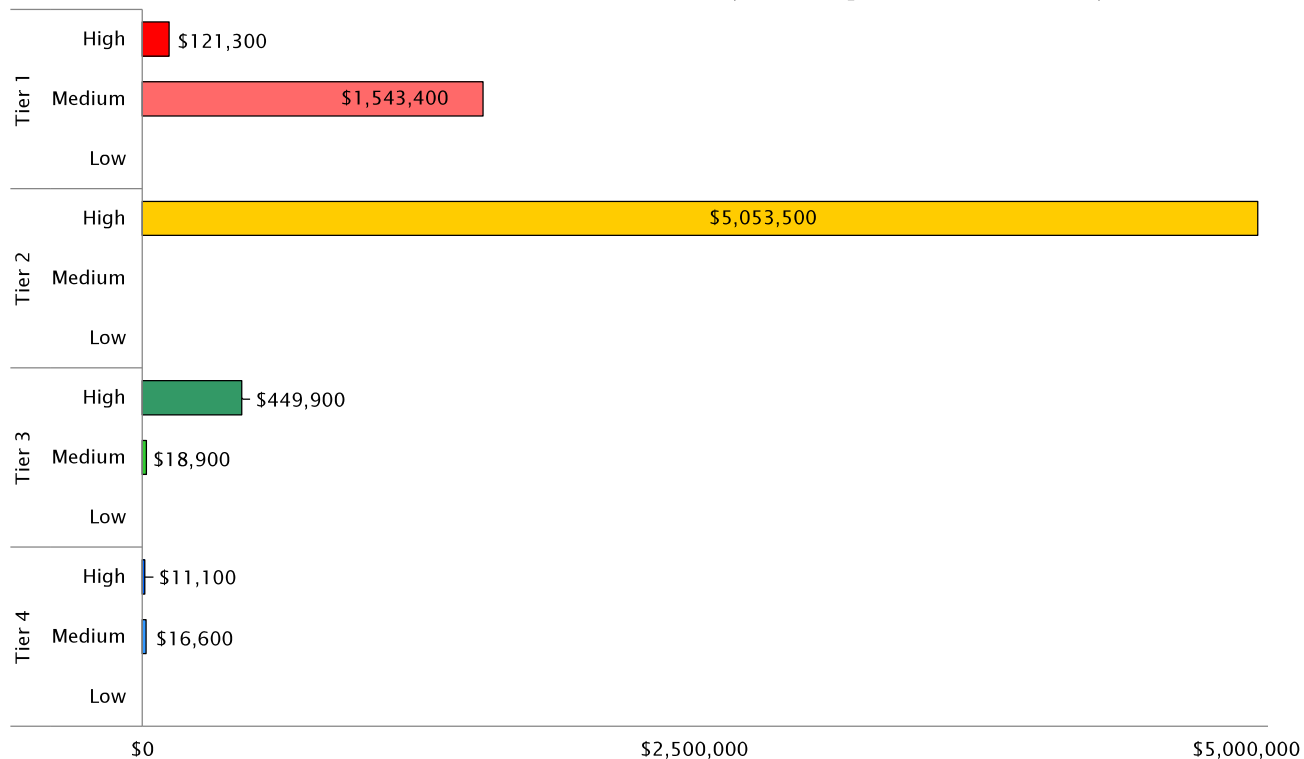 Tier 1
High $121,300
Medium $1,543,400
Low
Tier 2
High $5,053,500
Medium
Low
Tier 3
High $449,900
Medium $18,900
Low
Tier 4
High $11,100
Medium $16,600
Low
$0 $2,500,000 $5,000,000